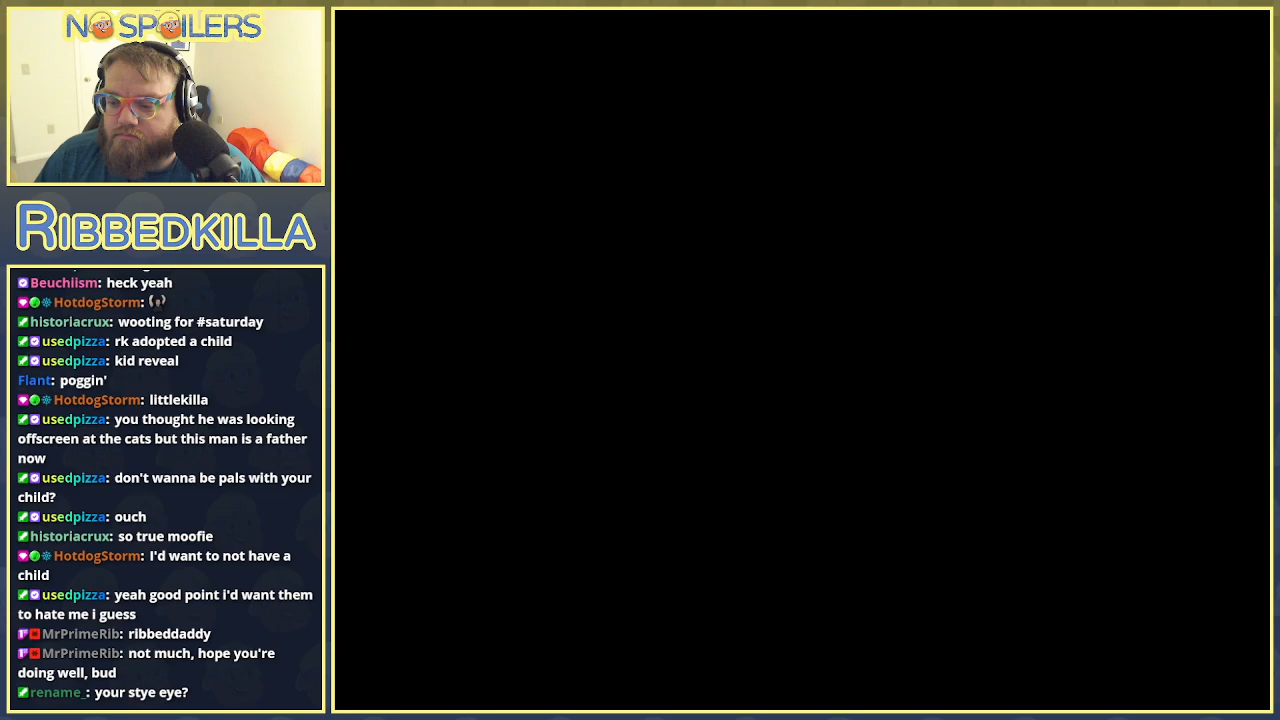 NO SPOILERS
RIBBEDKILLA
Beuchiism: heck yeah
HotdogStorm:
historiacrux: wooting for #saturday
usedpizza: rk adopted a child
usedpizza: kid reveal
Flant: poggin'
HotdogStorm: littlekilla
usedpizza: you thought he was looking
offscreen at the cats but this man is a father
now
usedpizza: don't wanna be pals with your
child?
usedpizza: ouch
historiacrux: so true moofie
HotdogStorm: I'd want to not have a
child
usedpizza: yeah good point i'd want them
to hate me i guess
MrPrimeRib: ribbeddaddy
MrPrimeRib: not much, hope you're
doing well, bud
rename_: your stye eye?